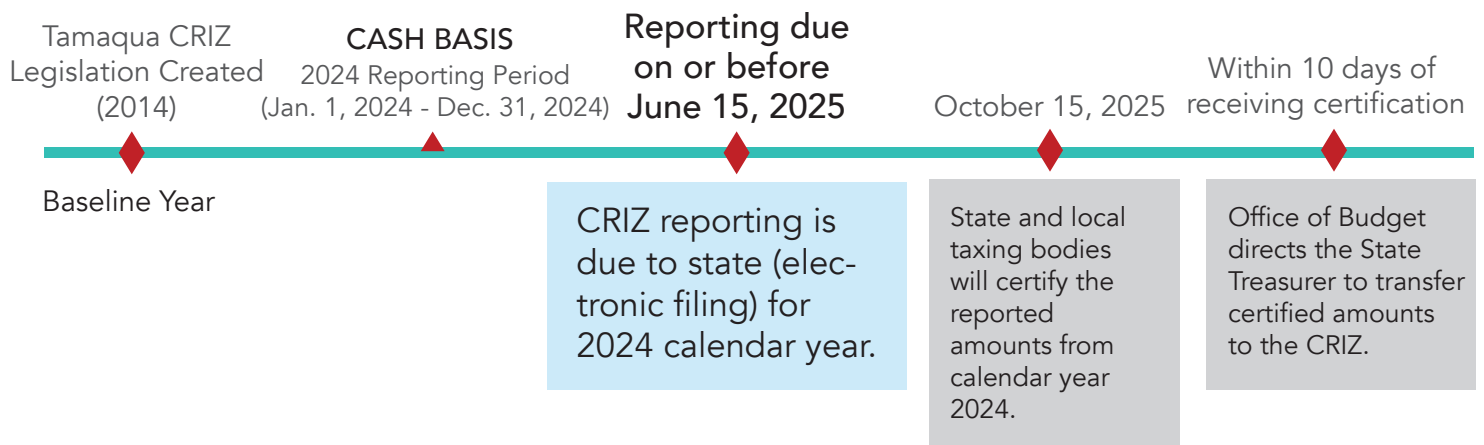 Tamaqua CRIZ
Legislation Created
(2014)
Baseline Year
CASH BASIS
2024 Reporting Period
(Jan. 1, 2024 - Dec. 31, 2024)
Reporting due
on or before
June 15, 2025
CRIZ reporting is
due to state (elec-
tronic filing) for
2024 calendar year.
October 15, 2025
State and local
taxing bodies
will certify the
reported
amounts from
calendar year
2024.
Within 10 days of
receiving certification
Office of Budget
directs the State
Treasurer to transfer
certified amounts
to the CRIZ.